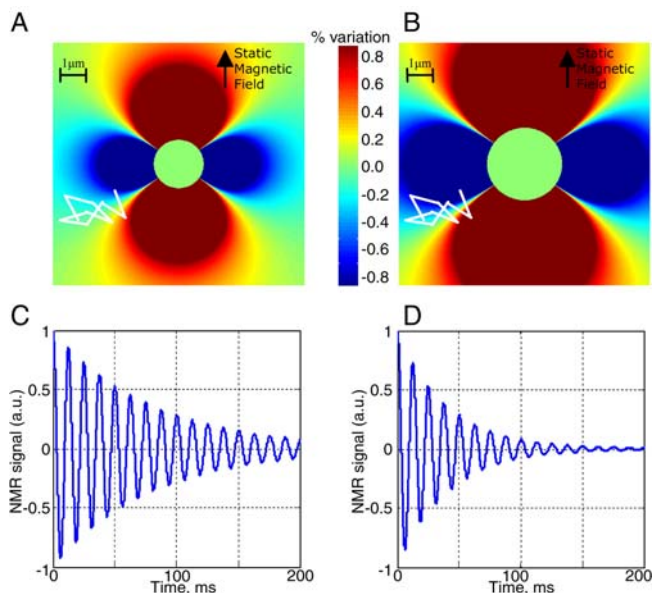 A
B
% variation
1μm
Static
Magnetic
Field
0.8
0.6
0.4
0.2
0.0
-0.2
-0.4
-0.6
-0.8
1μm
Static
Magnetic
Field
C
D
NMR signal (a.u.)
1
0.5
0
-0.5
-1
0
100
200
Time, ms
NMR signal (a.u.)
1
0.5
0
-0.5
-1
0
100
200
Time, ms